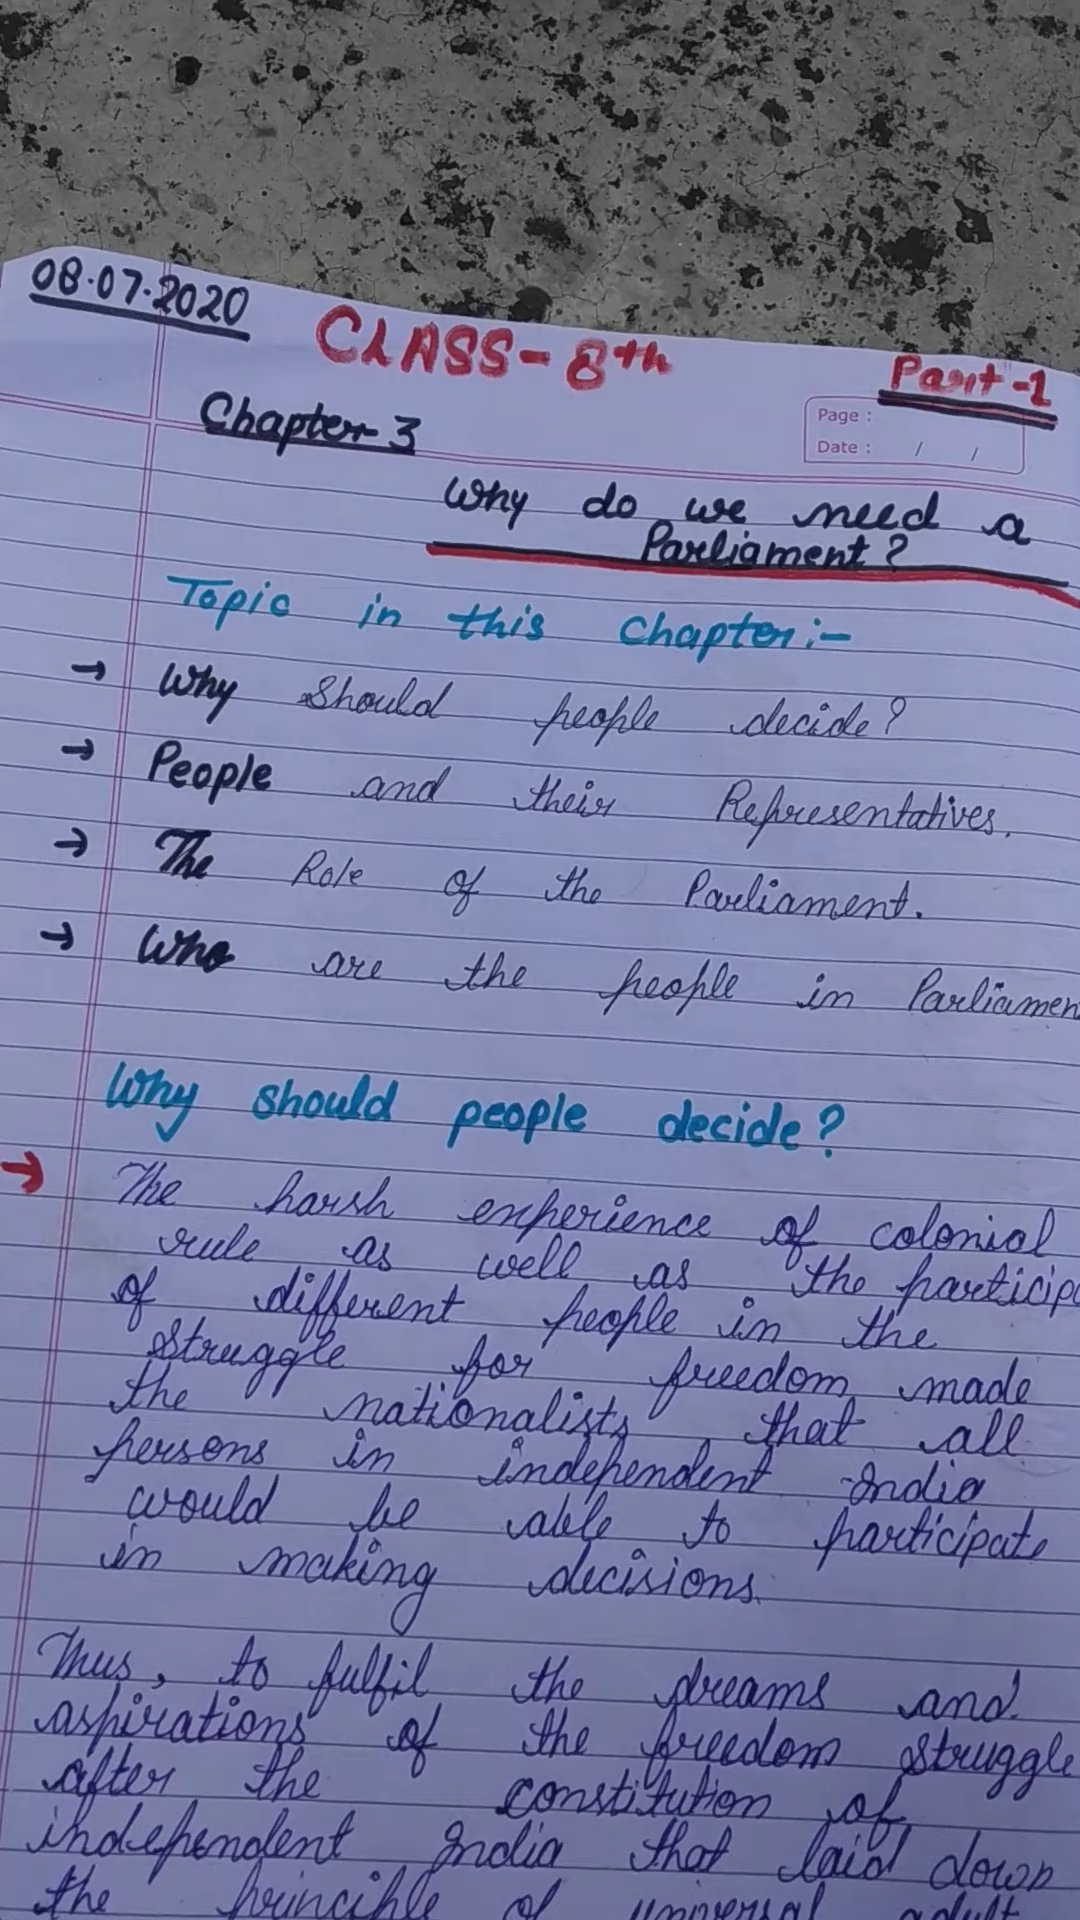 08.07.2020
CLASS-8th
Part-1
Chapter-3
Page :
Date : / /
Why do we need a
Parliament?
Topic in this Chapter:-
→ Why should people decide?
→ People and their Representatives.
→ The Role of the Parliament.
→ Who are the people in Parliamen
Why should people decide?
→ The harsh experience of colonial
rule as well as the particip
of different people in the
struggle for freedom made
the nationalists that all
persons in independent India
would be able to participate
in making decisions.
Thus, to fulfil the dreams and
aspirations of the freedom struggle
after the constitution of
independent India that laid down
the principle of universal adult